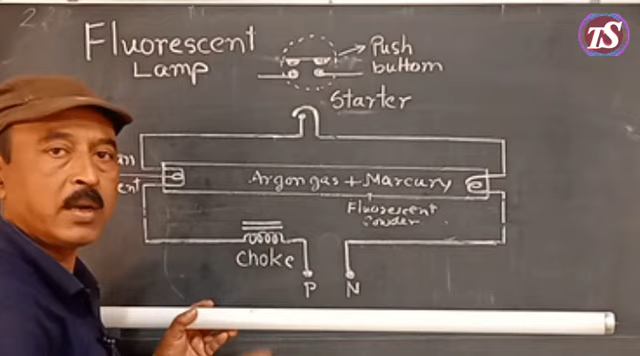 Fluorescent
Lamp
Push
buttom
Starter
Argon gas + Marcury
Fluorescent
Powder
Choke
P N
TS